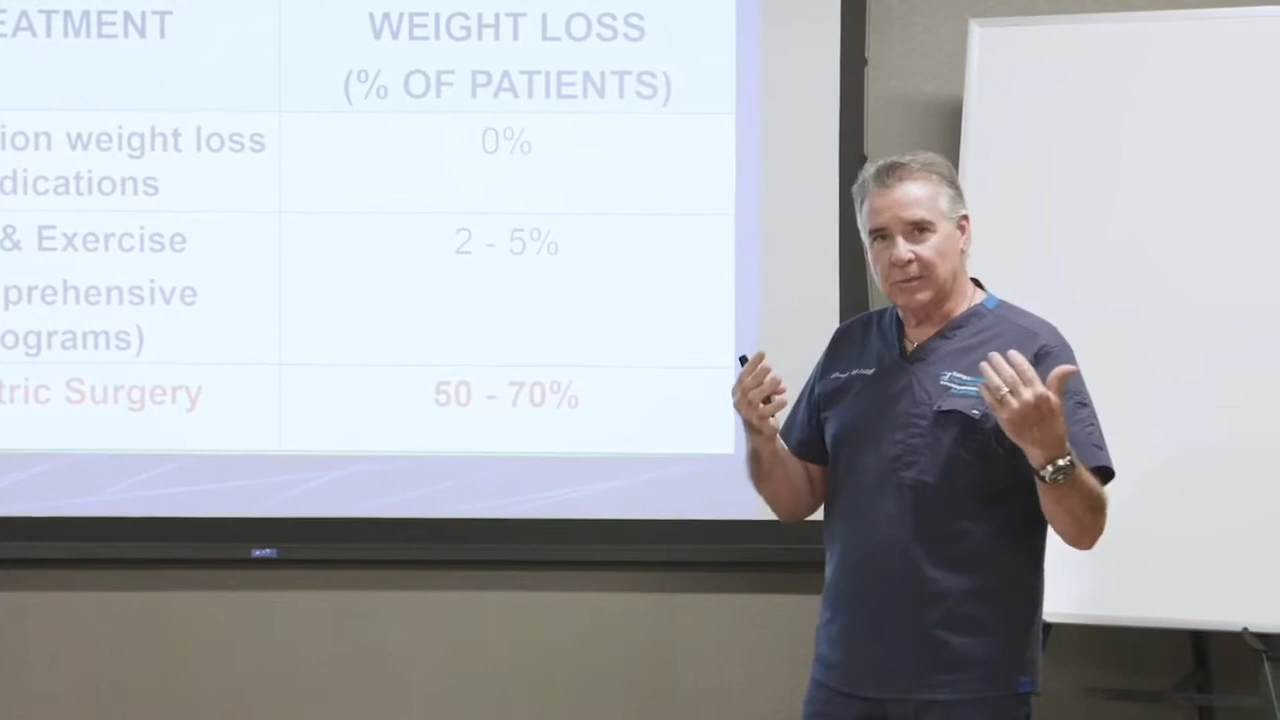 EATMENT
WEIGHT LOSS
(% OF PATIENTS)
ion weight loss
dications
0%
& Exercise
prehensive
ograms)
2 - 5%
tric Surgery
50 - 70%